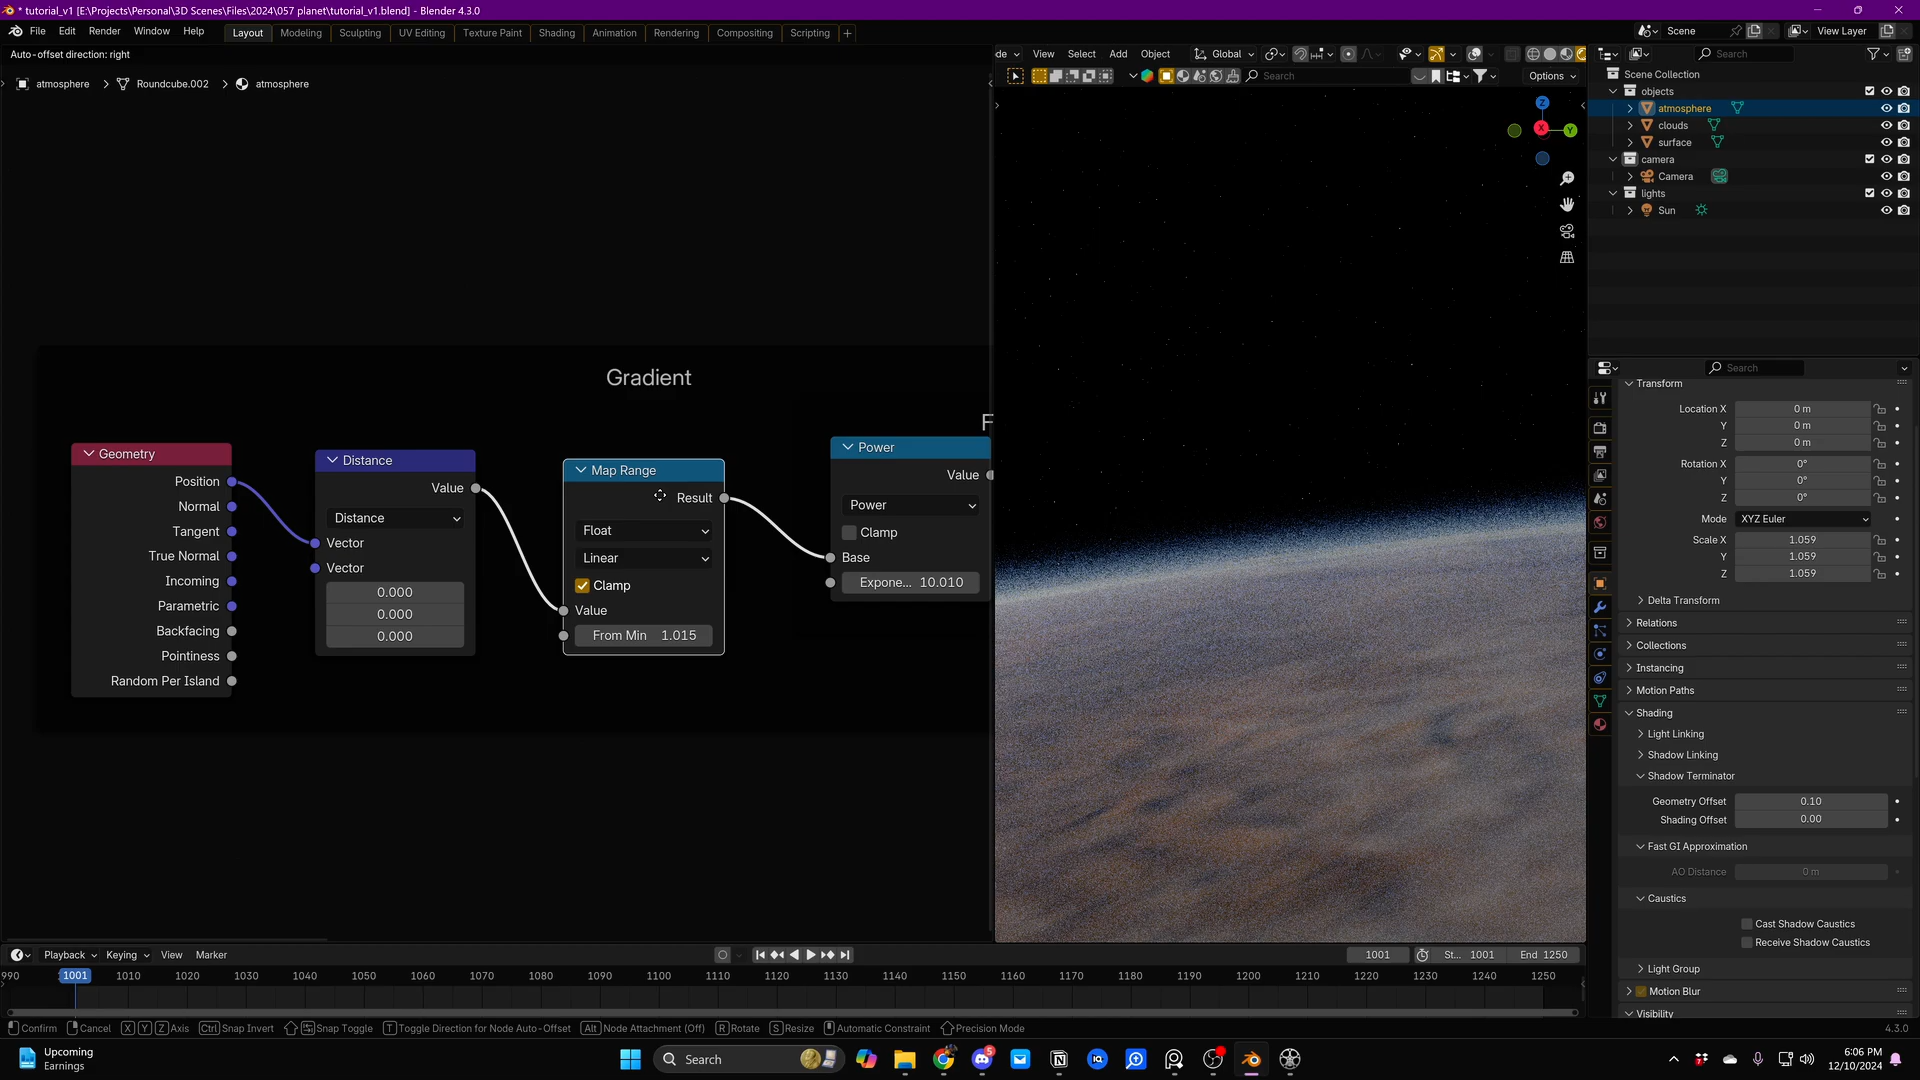 * tutorial_v1 [E:\Projects\Personal\3D Scenes\Files\2024\057 planet\tutorial_v1.blend] - Blender 4.3.0
File Edit Render Window Help Layout Modeling Sculpting UV Editing Texture Paint Shading Animation Rendering Compositing Scripting + Scene View Layer
Auto-offset direction: right
de View Select Add Object Global
Search
atmosphere > Roundcube.002 > atmosphere
Search
Options
Scene Collection
objects
atmosphere
clouds
surface
camera
Camera
lights
Sun
Z
Y
X
Gradient
F
Geometry
Position
Normal
Tangent
True Normal
Incoming
Parametric
Backfacing
Pointiness
Random Per Island
Distance
Value
Distance
Vector
Vector
0.000
0.000
0.000
Map Range
Result
Float
Linear
Clamp
Value
From Min 1.015
Power
Value
Power
Clamp
Base
Expone... 10.010
Search
Transform
Location X 0 m
Y 0 m
Z 0 m
Rotation X 0°
Y 0°
Z 0°
Mode XYZ Euler
Scale X 1.059
Y 1.059
Z 1.059
Delta Transform
Relations
Collections
Instancing
Motion Paths
Shading
Light Linking
Shadow Linking
Shadow Terminator
Geometry Offset 0.10
Shading Offset 0.00
Fast GI Approximation
AO Distance 0 m
Caustics
Cast Shadow Caustics
Receive Shadow Caustics
Light Group
Motion Blur
Visibility
Playback Keying View Marker 1001 St... 1001 End 1250
990 1001 1010 1020 1030 1040 1050 1060 1070 1080 1090 1100 1110 1120 1130 1140 1150 1160 1170 1180 1190 1200 1210 1220 1230 1240 1250
Confirm Cancel X Y Z Axis Ctrl Snap Invert Snap Toggle T Toggle Direction for Node Auto-Offset Alt Node Attachment (Off) R Rotate S Resize Automatic Constraint Precision Mode 4.3.0
Upcoming
Earnings
Search
5
6:06 PM
12/10/2024